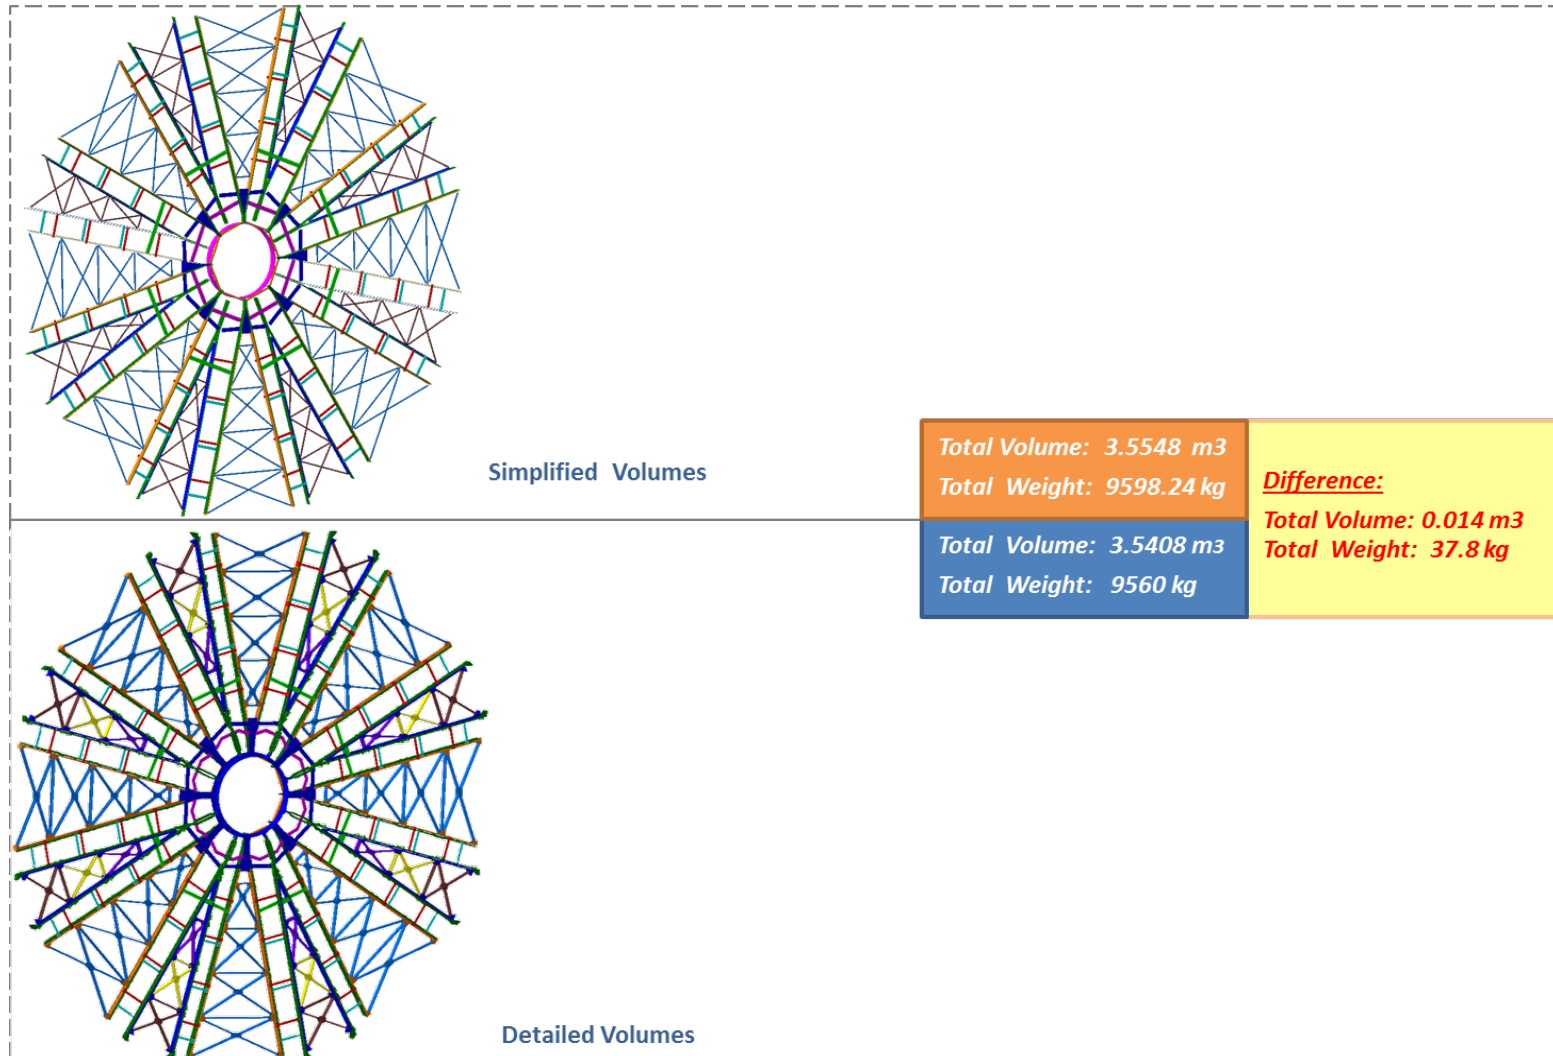 Simplified Volumes
Total Volume: 3.5548 m3
Total Weight: 9598.24 kg
Difference:
Total Volume: 0.014 m3
Total Weight: 37.8 kg
Total Volume: 3.5408 m3
Total Weight: 9560 kg
Detailed Volumes